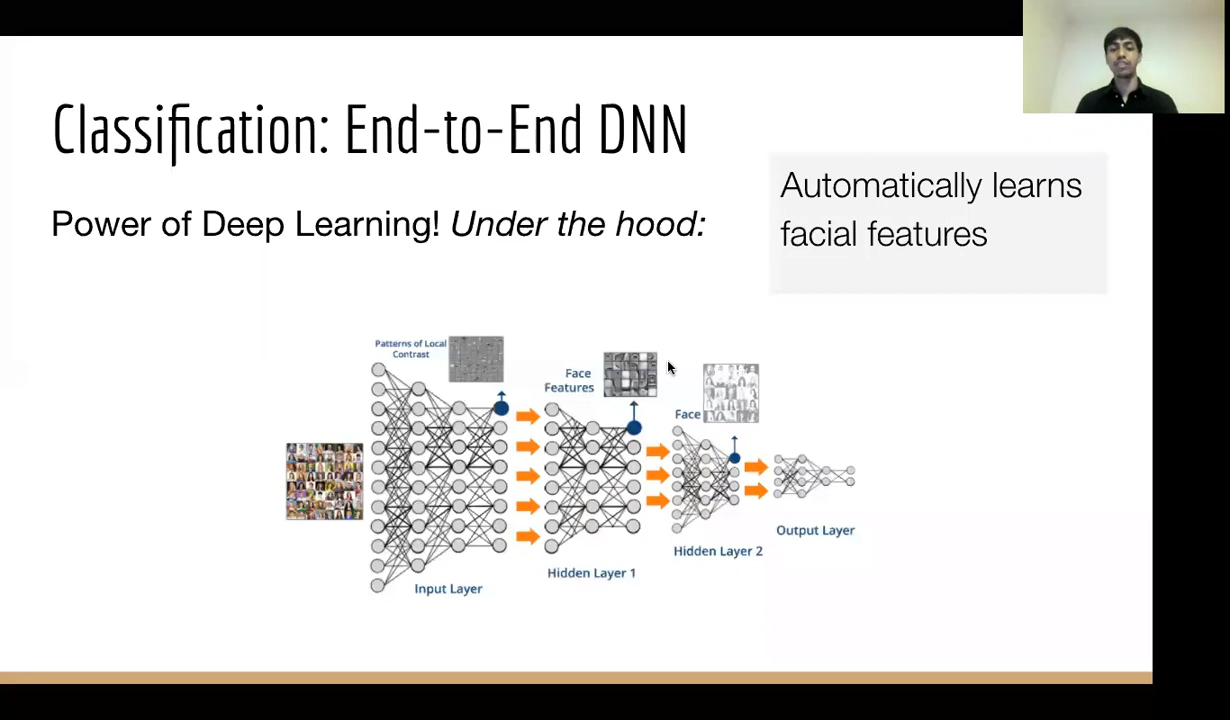 Classification: End-to-End DNN
Power of Deep Learning! Under the hood:
Automatically learns
facial features
Patterns of Local
Contrast
Face
Features
Face
Input Layer
Hidden Layer 1
Hidden Layer 2
Output Layer